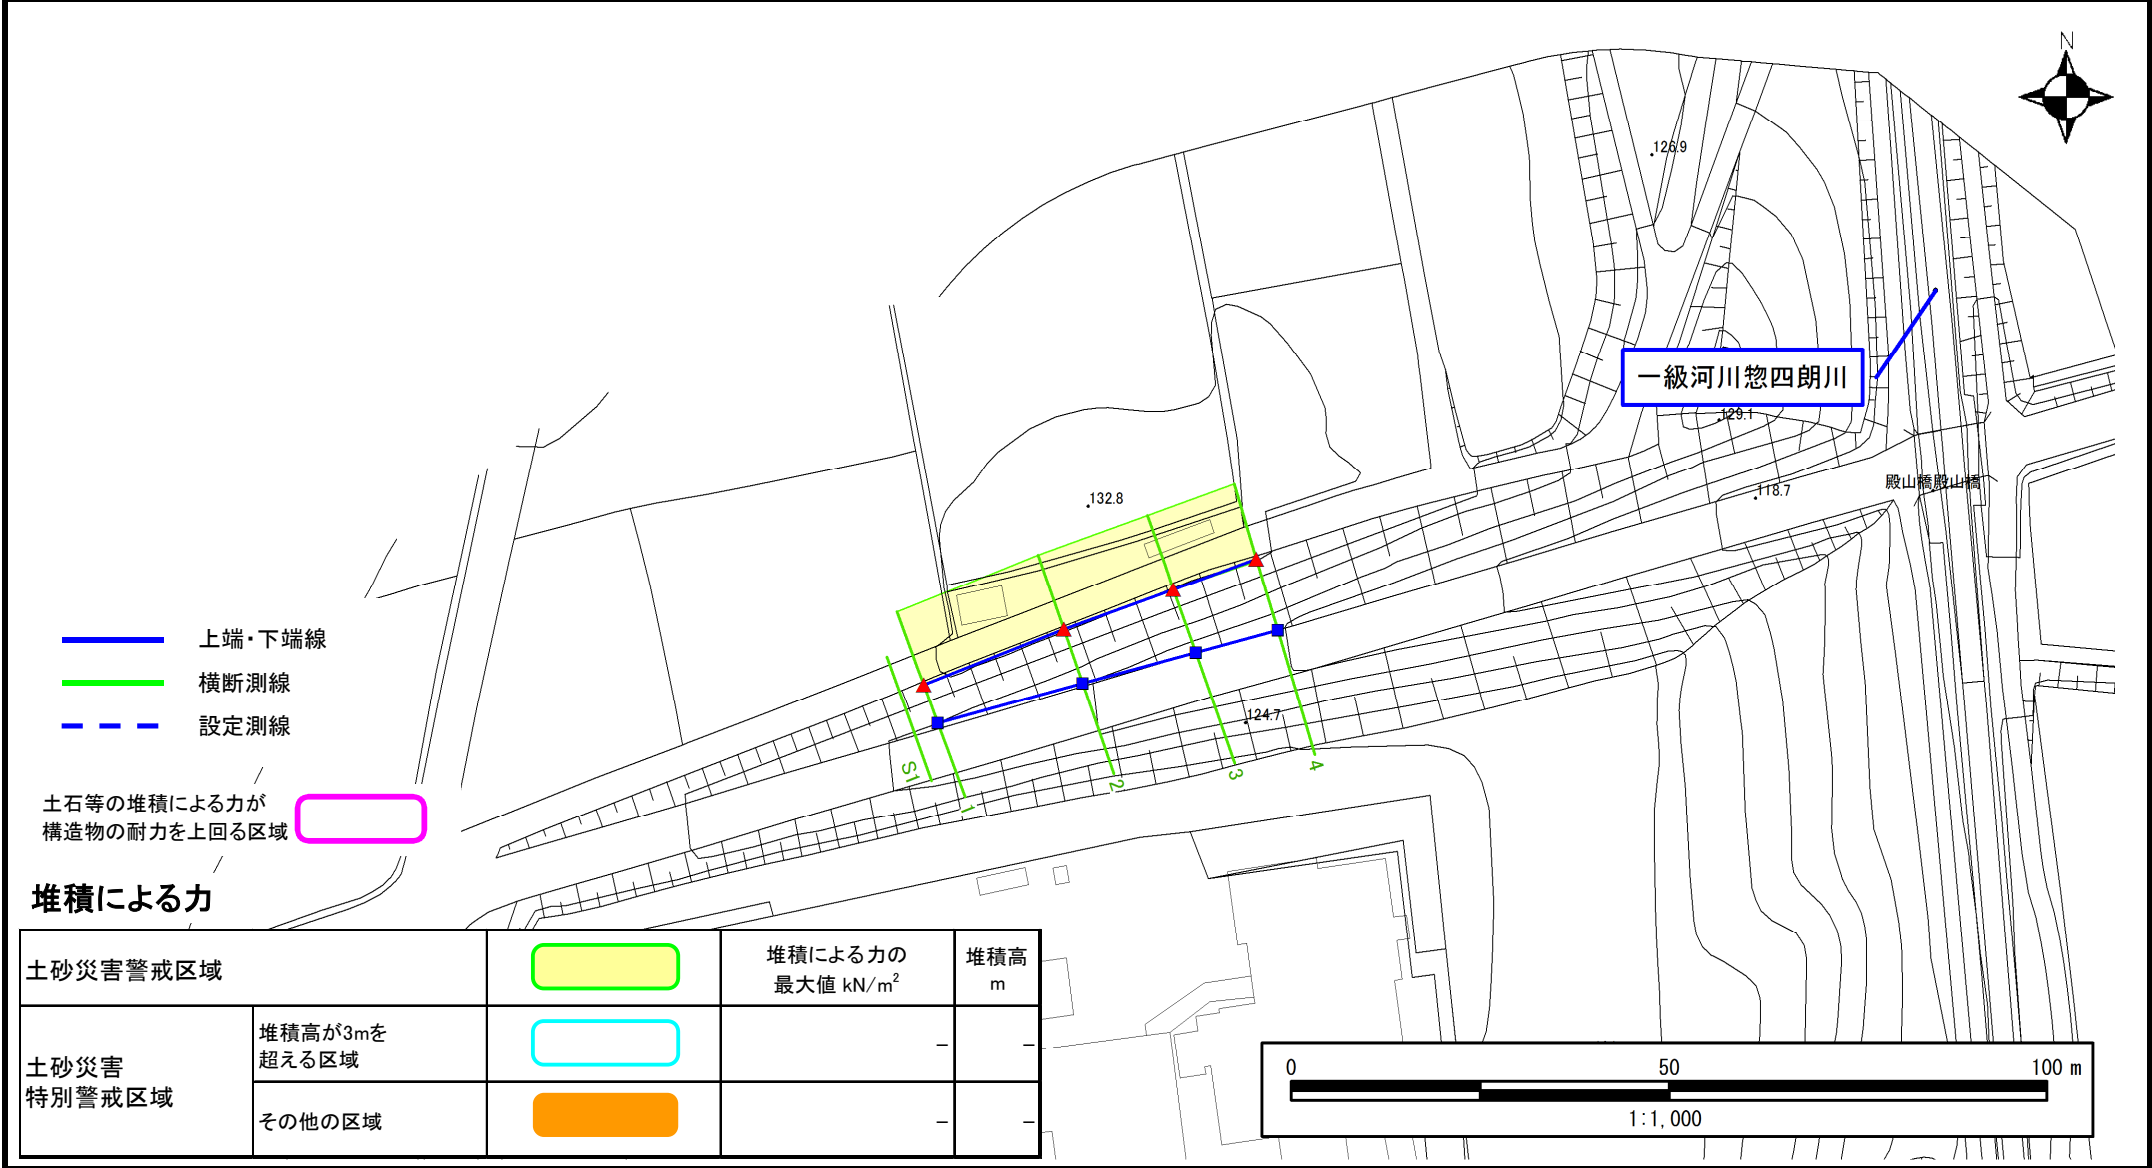 N
126.9
一級河川惣四朗川
129.1
132.8
118.7
殿山橋殿山橋
124.7
S1
1
2
3
4
上端・下端線
横断測線
設定測線
土石等の堆積による力が
構造物の耐力を上回る区域
堆積による力
土砂災害警戒区域
堆積による力の
最大値 kN/m²
堆積高
m
土砂災害
特別警戒区域
堆積高が3mを
超える区域
－ －
その他の区域
－ －
0 50 100 m
1:1,000